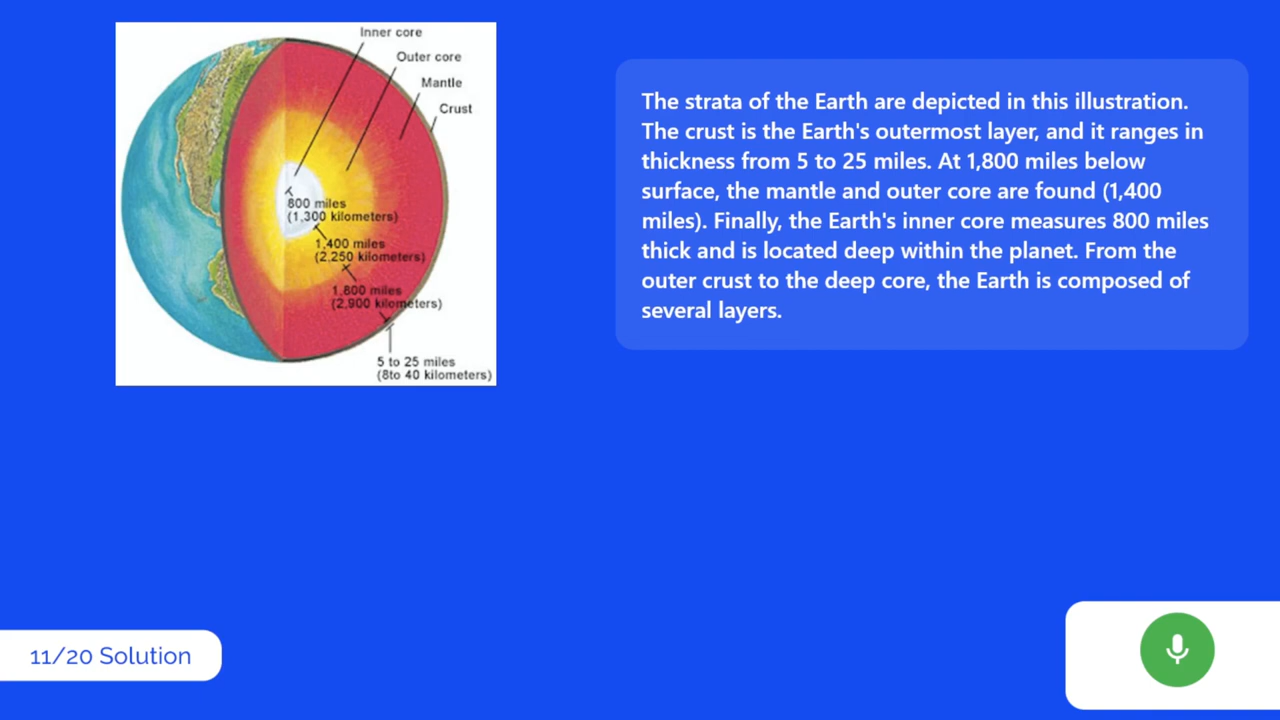 Inner core
Outer core
Mantle
Crust
800 miles
(1,300 kilometers)
1,400 miles
(2,250 kilometers)
1,800 miles
(2,900 kilometers)
5 to 25 miles
(8to 40 kilometers)
The strata of the Earth are depicted in this illustration.
The crust is the Earth's outermost layer, and it ranges in
thickness from 5 to 25 miles. At 1,800 miles below
surface, the mantle and outer core are found (1,400
miles). Finally, the Earth's inner core measures 800 miles
thick and is located deep within the planet. From the
outer crust to the deep core, the Earth is composed of
several layers.
11/20 Solution